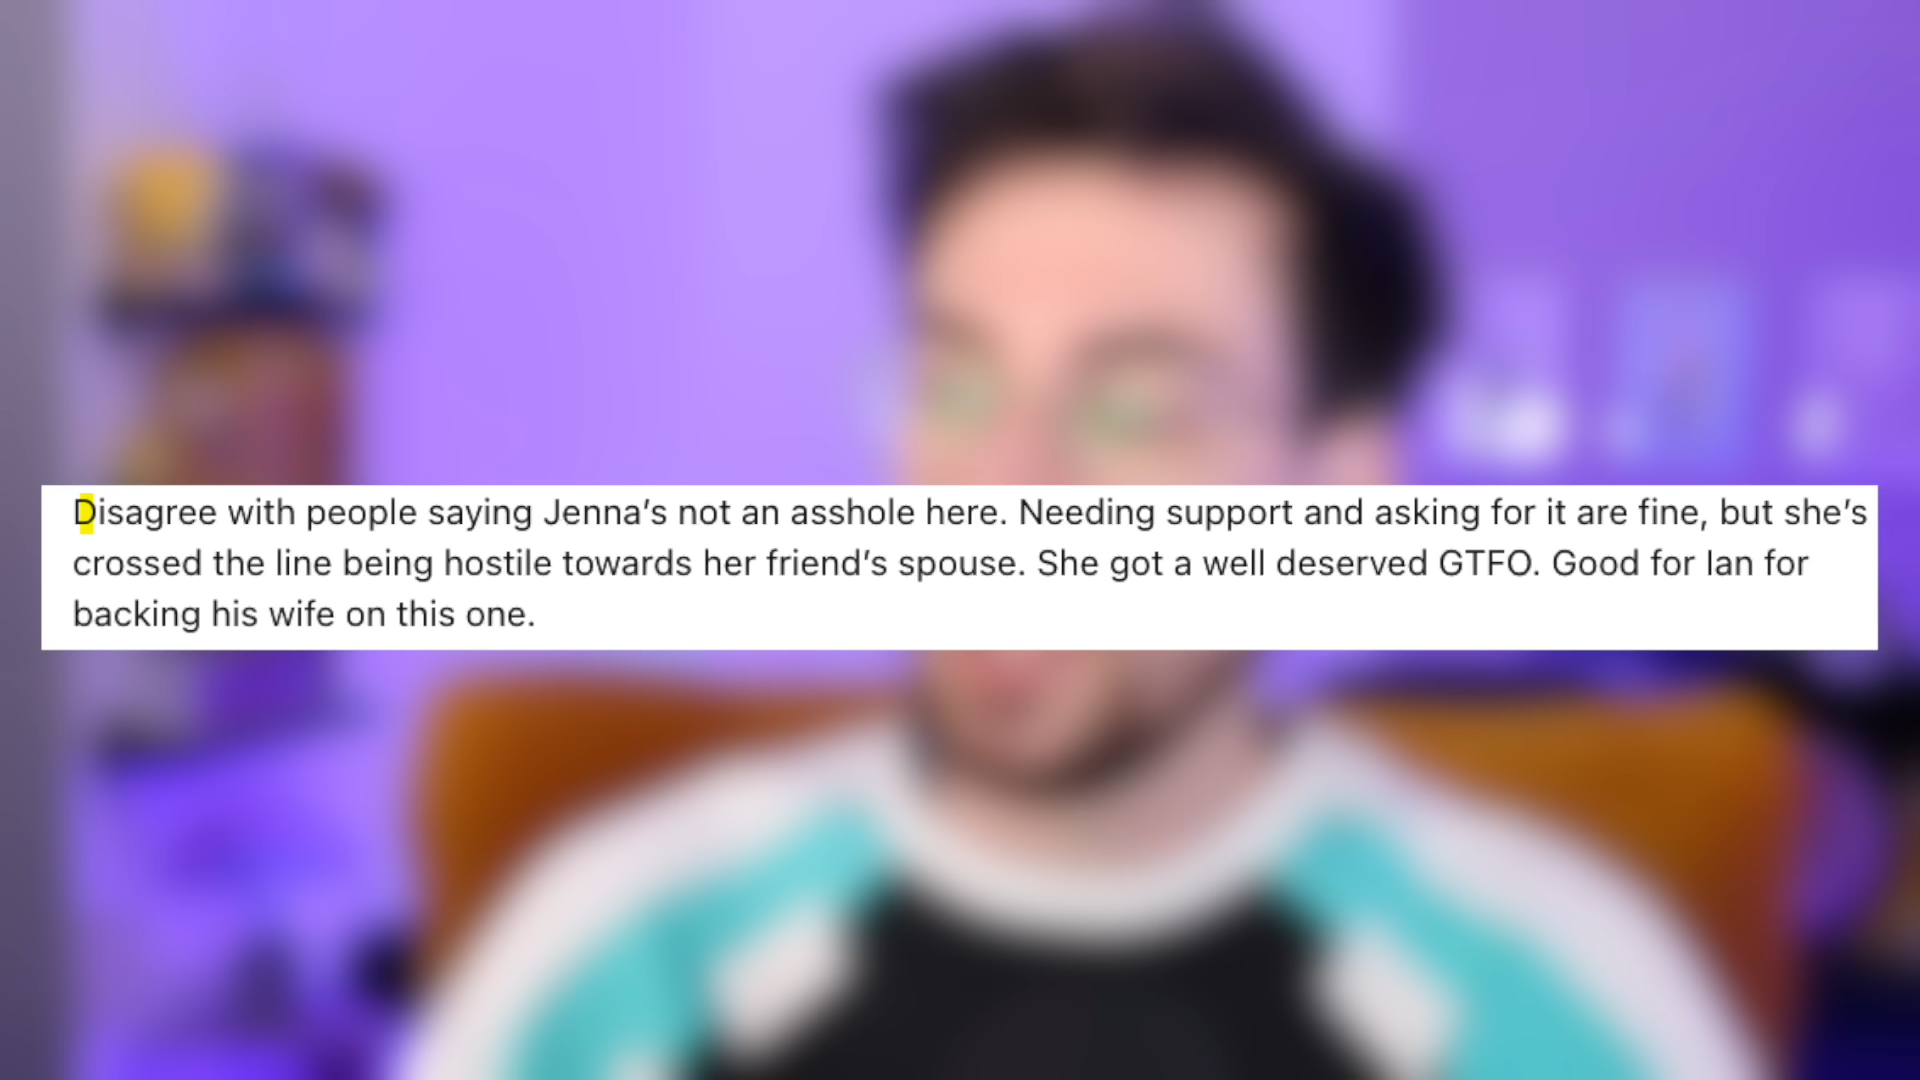 Disagree with people saying Jenna’s not an asshole here. Needing support and asking for it are fine, but she’s
crossed the line being hostile towards her friend’s spouse. She got a well deserved GTFO. Good for Ian for
backing his wife on this one.